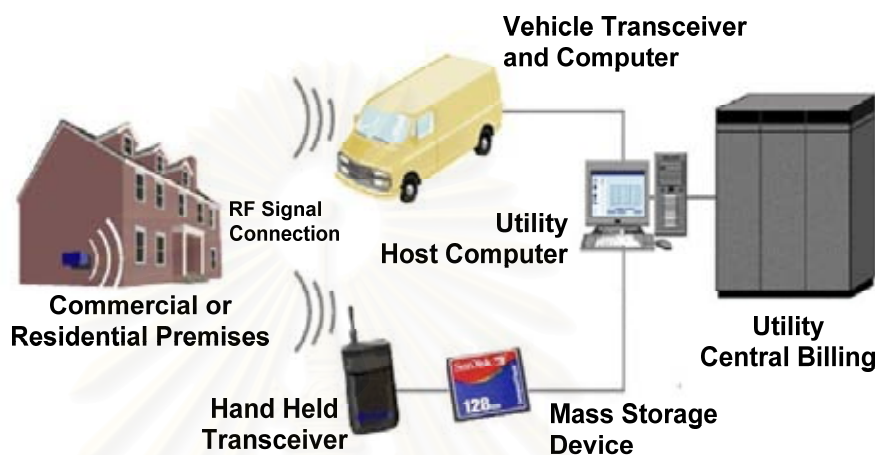 Vehicle Transceiver
and Computer
RF Signal
Connection
Utility
Host Computer
Commercial or
Residential Premises
Utility
Central Billing
128
Hand Held
Transceiver
Mass Storage
Device